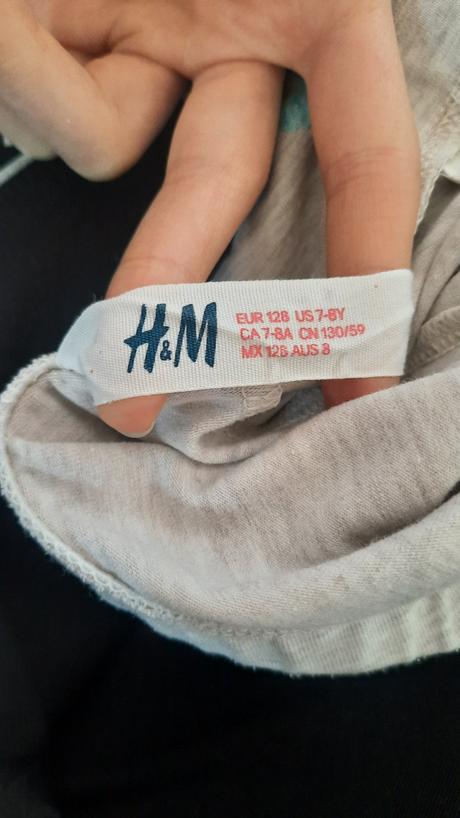 H&M
EUR 128 US 7-8Y
CA 7-8A CN 130/59
MX 128 AUS 8